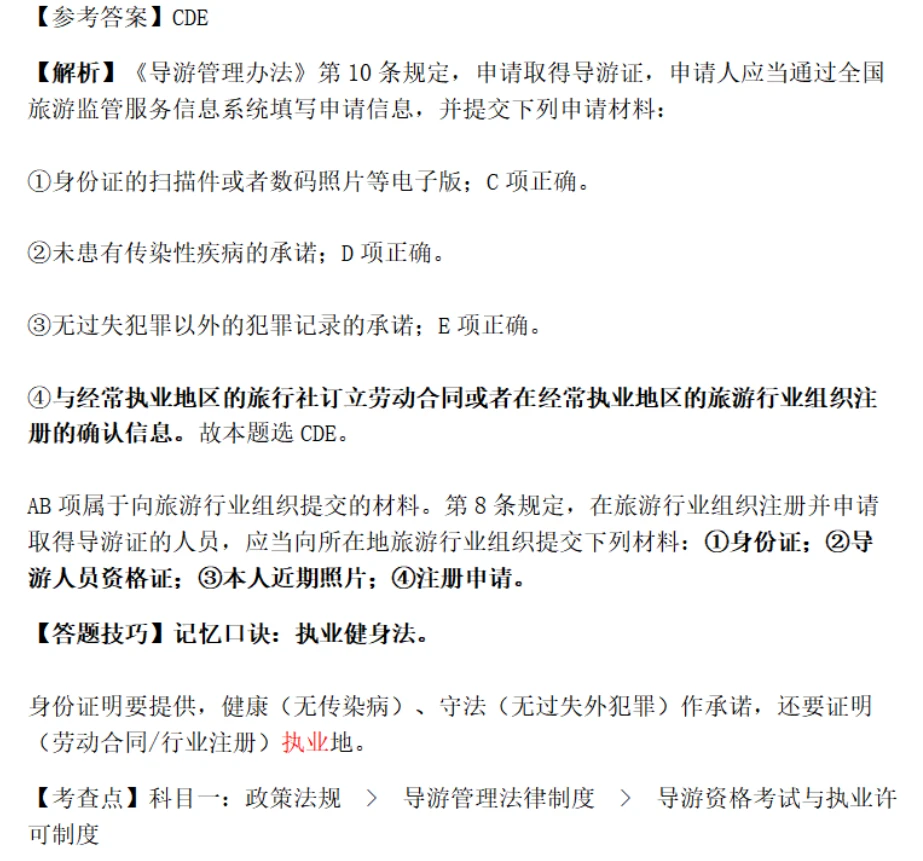 【参考答案】CDE
【解析】《导游管理办法》第 10 条规定，申请取得导游证，申请人应当通过全国
旅游监管服务信息系统填写申请信息，并提交下列申请材料：
①身份证的扫描件或者数码照片等电子版；C 项正确。
②未患有传染性疾病的承诺；D 项正确。
③无过失犯罪以外的犯罪记录的承诺；E 项正确。
④与经常执业地区的旅行社订立劳动合同或者在经常执业地区的旅游行业组织注
册的确认信息。故本题选 CDE。
AB 项属于向旅游行业组织提交的材料。第 8 条规定，在旅游行业组织注册并申请
取得导游证的人员，应当向所在地旅游行业组织提交下列材料：①身份证；②导
游人员资格证；③本人近期照片；④注册申请。
【答题技巧】记忆口诀：执业健身法。
身份证明要提供，健康（无传染病）、守法（无过失外犯罪）作承诺，还要证明
（劳动合同/行业注册）执业地。
【考查点】科目一：政策法规 > 导游管理法律制度 > 导游资格考试与执业许
可制度